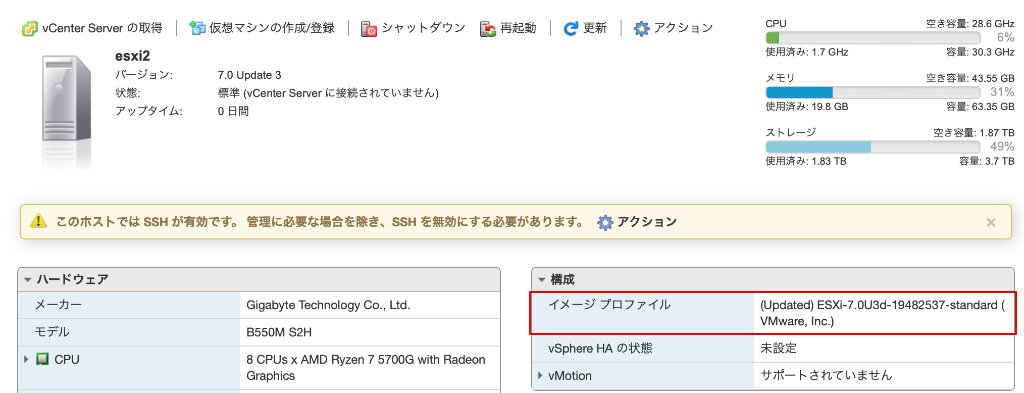 vCenter Server の取得 仮想マシンの作成/登録 シャットダウン 再起動 更新 アクション
esxi2
バージョン: 7.0 Update 3
状態: 標準 (vCenter Server に接続されていません)
アップタイム: 0 日間
CPU 空き容量: 28.6 GHz
6%
使用済み: 1.7 GHz 容量: 30.3 GHz
メモリ 空き容量: 43.55 GB
31%
使用済み: 19.8 GB 容量: 63.35 GB
ストレージ 空き容量: 1.87 TB
49%
使用済み: 1.83 TB 容量: 3.7 TB
このホストでは SSH が有効です。 管理に必要な場合を除き、SSH を無効にする必要があります。 アクション
ハードウェア
メーカー Gigabyte Technology Co., Ltd.
モデル B550M S2H
CPU 8 CPUs x AMD Ryzen 7 5700G with Radeon
Graphics
構成
イメージ プロファイル (Updated) ESXi-7.0U3d-19482537-standard (
VMware, Inc.)
vSphere HA の状態 未設定
vMotion サポートされていません